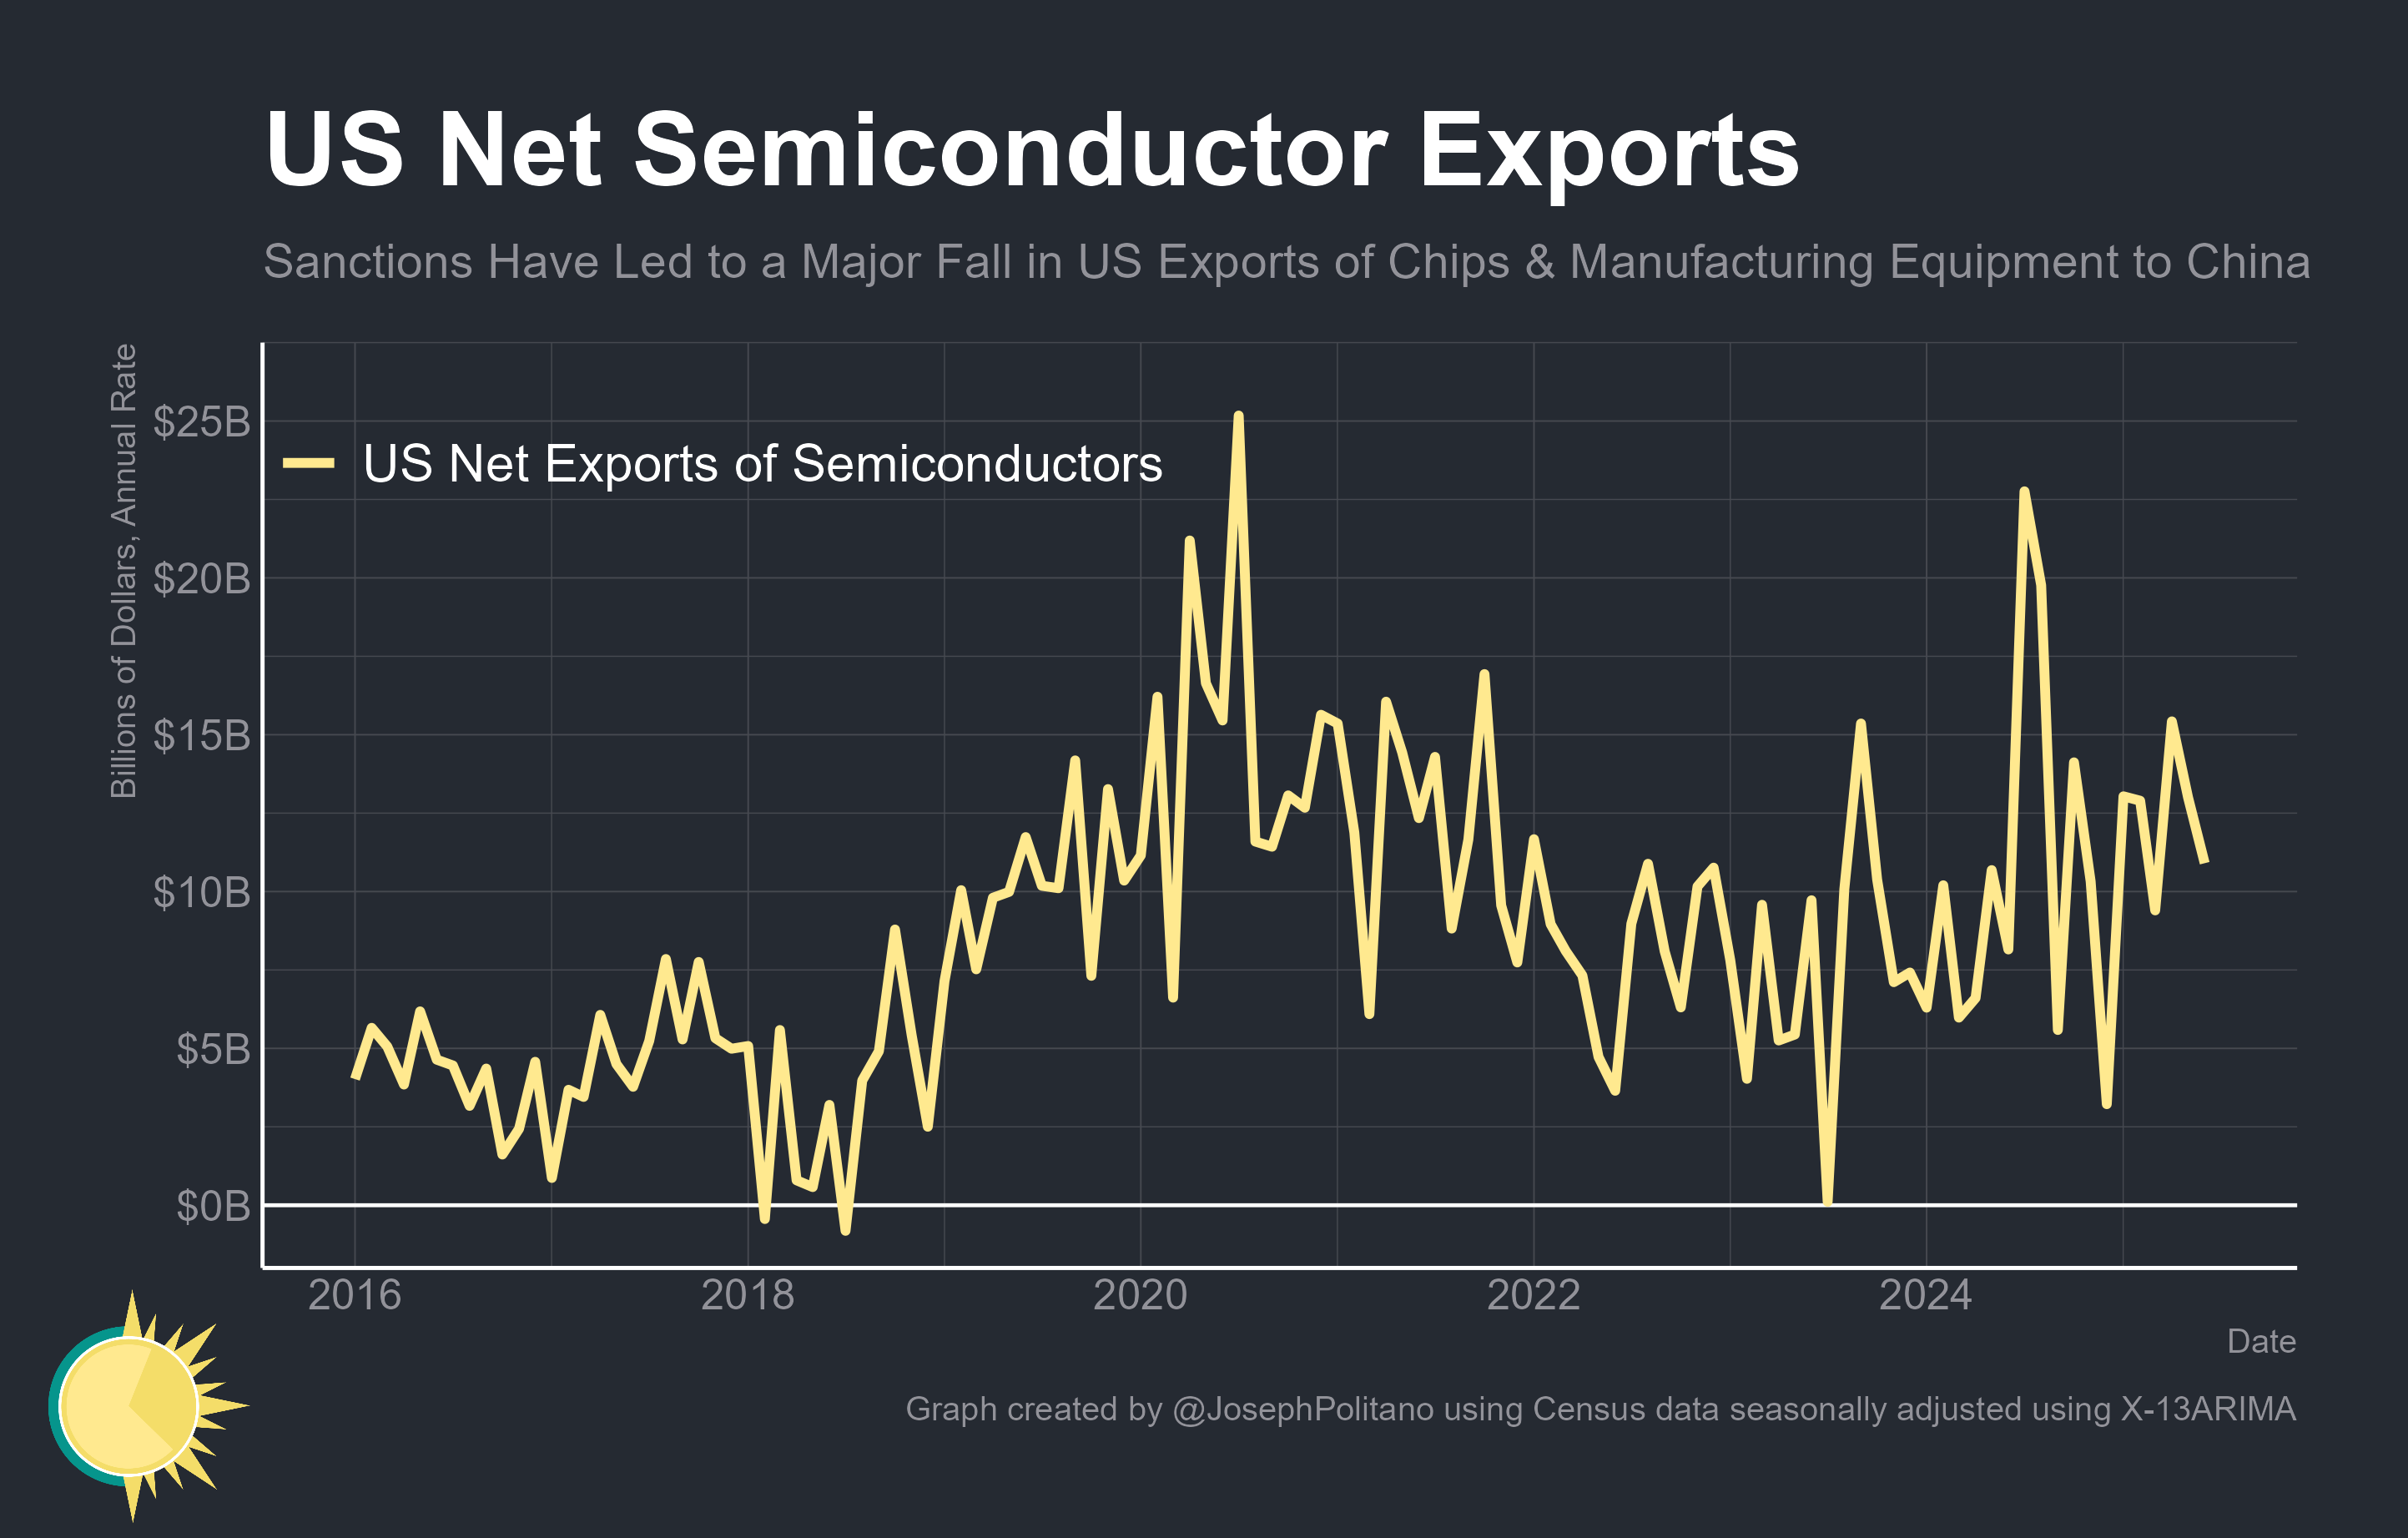 US Net Semiconductor Exports
Sanctions Have Led to a Major Fall in US Exports of Chips & Manufacturing Equipment to China
Billions of Dollars, Annual Rate
$25B
US Net Exports of Semiconductors
$20B
$15B
$10B
$5B
$0B
2016 2018 2020 2022 2024
Date
Graph created by @JosephPolitano using Census data seasonally adjusted using X-13ARIMA